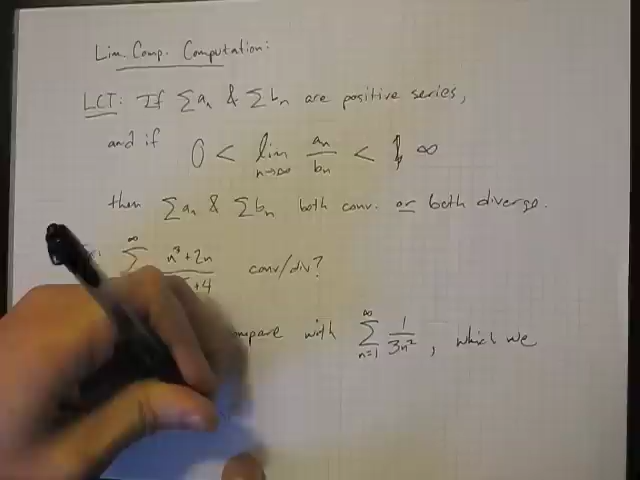 Lim. Comp. Computation:
LCT: If Σaₙ & Σbₙ are positive series,
and if 0 < lim n→∞ aₙ/bₙ < ∞
then Σaₙ & Σbₙ both conv. or both diverge.
∞ Σ n³+2n / +4 conv/div?
with ∞ Σ n=1 1/3n², which we